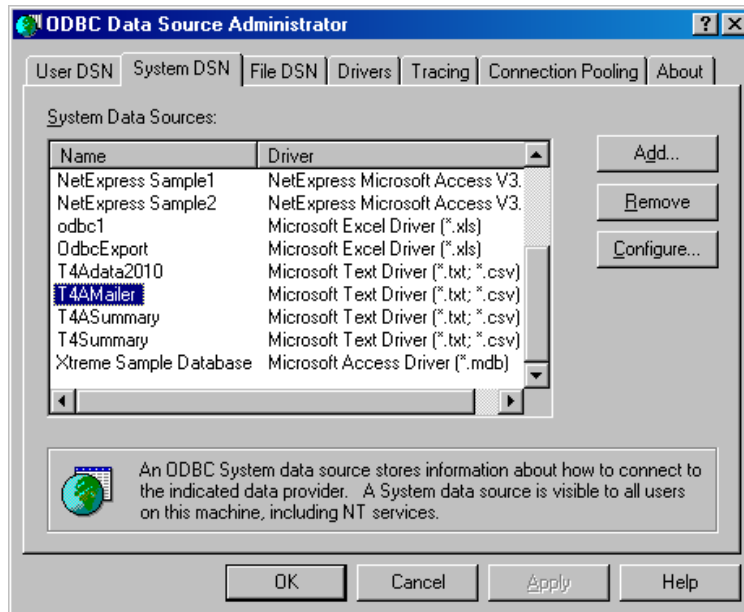 ODBC Data Source Administrator
User DSN System DSN File DSN Drivers Tracing Connection Pooling About
System Data Sources:
Name Driver
NetExpress Sample1 NetExpress Microsoft Access V3.
NetExpress Sample2 NetExpress Microsoft Access V3.
odbc1 Microsoft Excel Driver (*.xls)
OdbcExport Microsoft Excel Driver (*.xls)
T4Adata2010 Microsoft Text Driver (*.txt; *.csv)
T4AMailer Microsoft Text Driver (*.txt; *.csv)
T4ASummary Microsoft Text Driver (*.txt; *.csv)
T4Summary Microsoft Text Driver (*.txt; *.csv)
Xtreme Sample Database Microsoft Access Driver (*.mdb)
Add...
Remove
Configure...
An ODBC System data source stores information about how to connect to
the indicated data provider. A System data source is visible to all users
on this machine, including NT services.
OK Cancel Apply Help